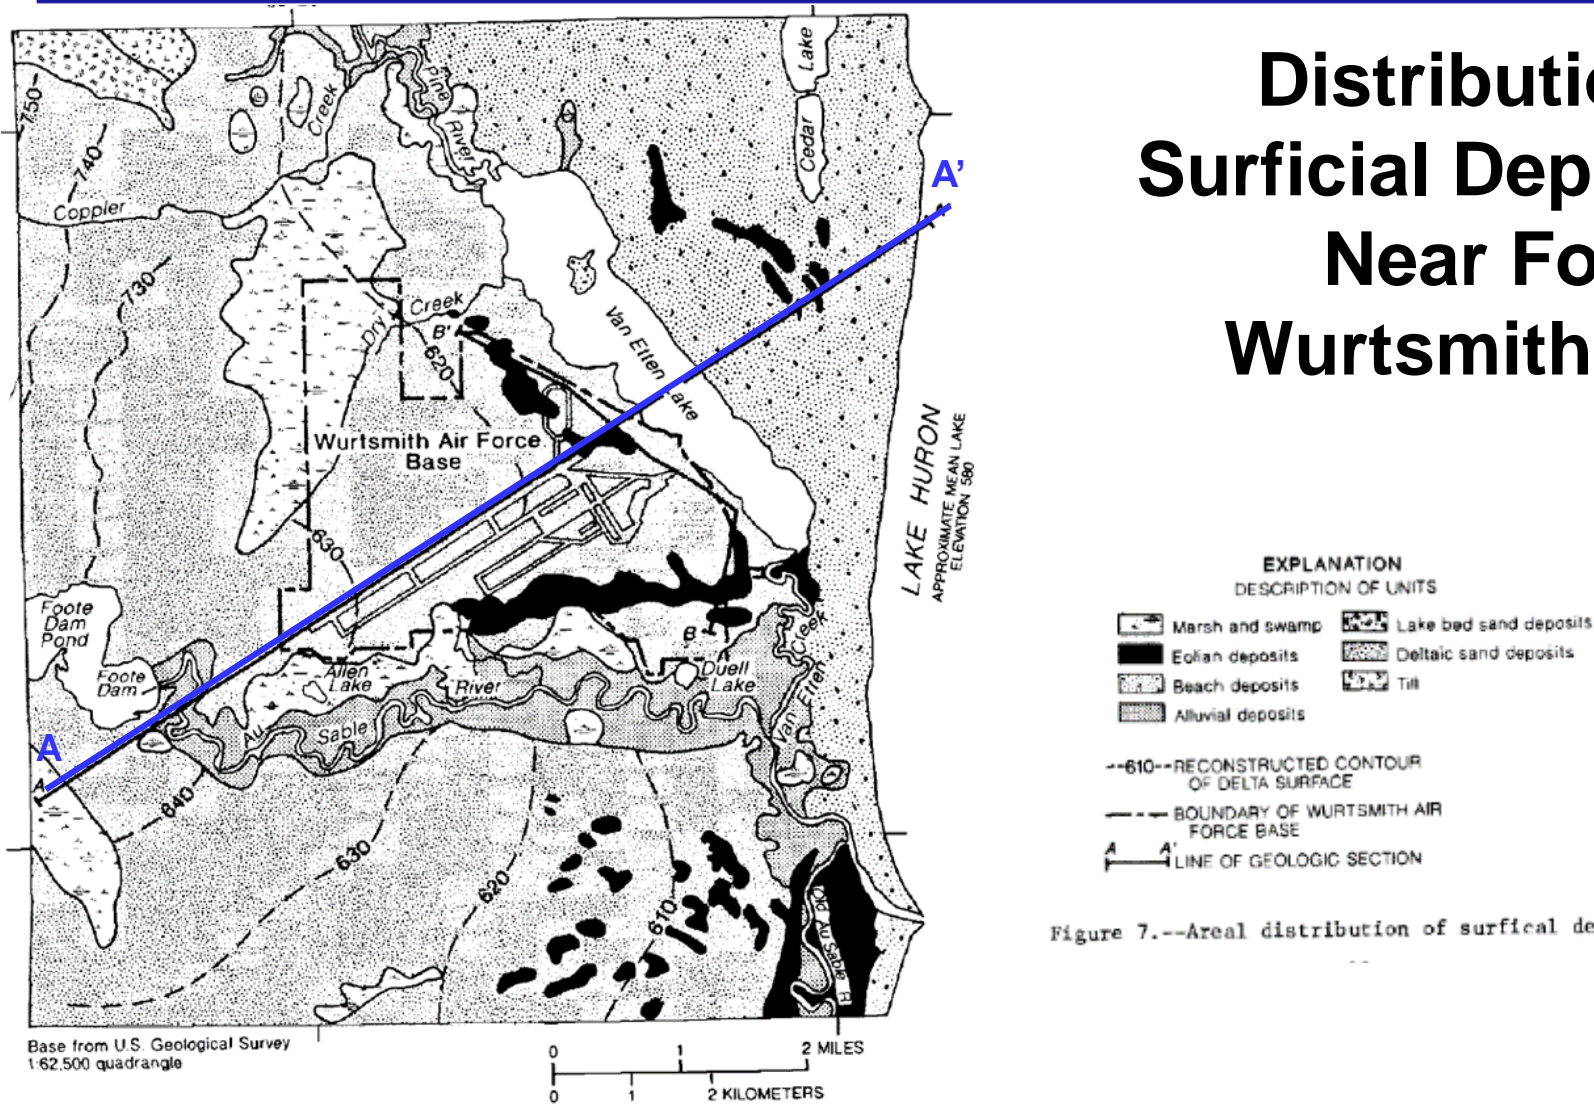 Distributi
Surficial Dep
Near Fo
Wurtsmith
750
740
730
Coppler
Creek
Pine
River
Lake
Cedar
A'
Dry Creek
B'
620
Van Etten
Lake
Wurtsmith Air Force
Base
630
LAKE HURON
APPROXIMATE MEAN LAKE
ELEVATION 580
Foote
Dam
Pond
Foote
Dam
Allen
Lake
River
Au
Sable
B
Duell
Lake
Van Etten
Creek
A
A
640
630
620
610
Old Au Sable R
Base from U.S. Geological Survey
1:62,500 quadrangle
0 1 2 MILES
0 1 2 KILOMETERS
EXPLANATION
DESCRIPTION OF UNITS
Marsh and swamp
Lake bed sand deposits
Eolian deposits
Deltaic sand deposits
Beach deposits
Till
Alluvial deposits
--610-- RECONSTRUCTED CONTOUR
OF DELTA SURFACE
BOUNDARY OF WURTSMITH AIR
FORCE BASE
A A'
LINE OF GEOLOGIC SECTION
Figure 7.--Areal distribution of surfical de